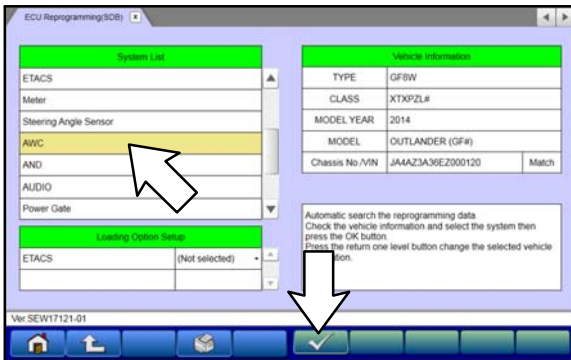 ECU Reprogramming(SDB) x
System List
ETACS
Meter
Steering Angle Sensor
AWC
AND
AUDIO
Power Gate
Loading Option Setup
ETACS (Not selected)
Vehicle Information
TYPE GF8W
CLASS XTXPZL#
MODEL YEAR 2014
MODEL OUTLANDER (GF#)
Chassis No./VIN JA4AZ3A36EZ000120 Match
Automatic search the reprogramming data.
Check the vehicle information and select the system then
press the OK button.
Press the return one level button change the selected vehicle
Ver.SEW17121-01